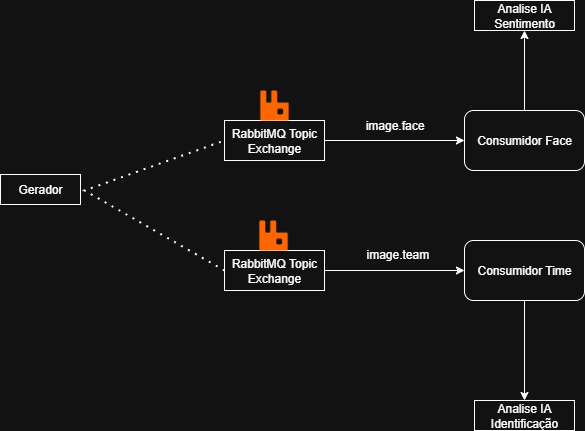 Analise IA
Sentimento
RabbitMQ Topic
Exchange
image.face
Consumidor Face
Gerador
RabbitMQ Topic
Exchange
image.team
Consumidor Time
Analise IA
Identificação